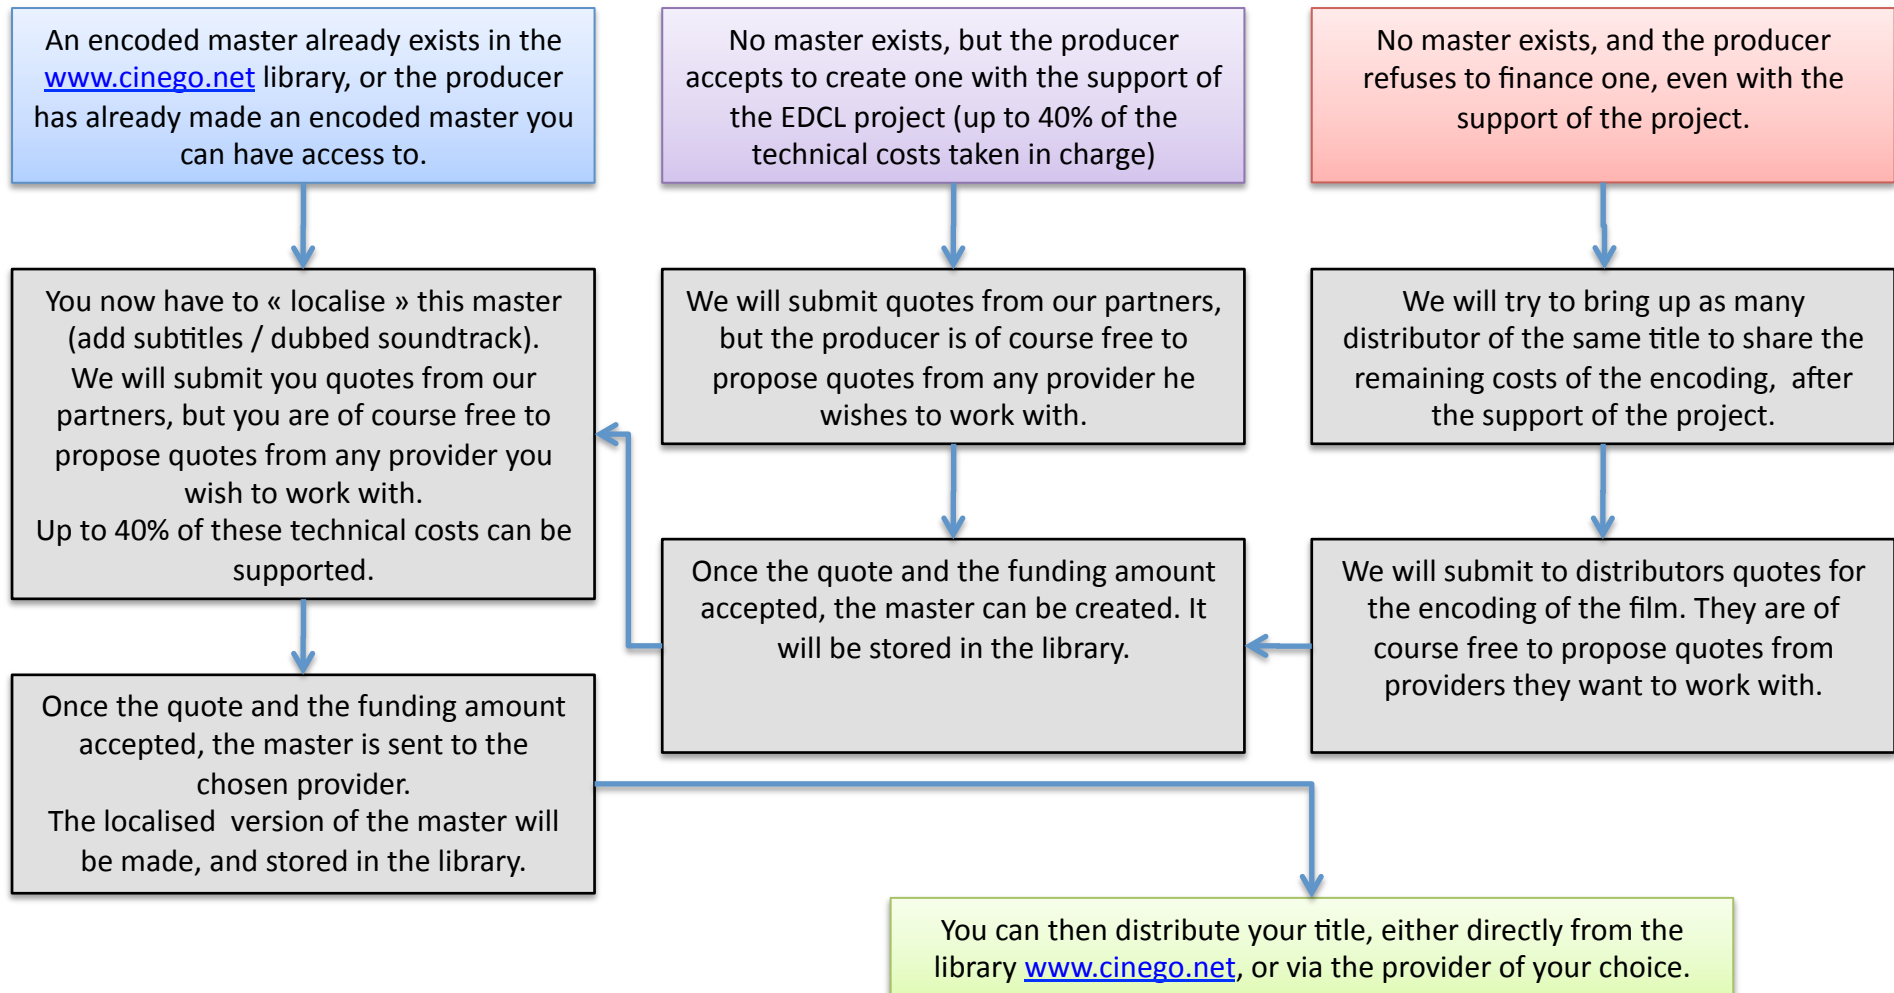 An encoded master already exists in the
www.cinego.net library, or the producer
has already made an encoded master you
can have access to.
No master exists, but the producer
accepts to create one with the support of
the EDCL project (up to 40% of the
technical costs taken in charge)
No master exists, and the producer
refuses to finance one, even with the
support of the project.
You now have to « localise » this master
(add subtitles / dubbed soundtrack).
We will submit you quotes from our
partners, but you are of course free to
propose quotes from any provider you
wish to work with.
Up to 40% of these technical costs can be
supported.
We will submit quotes from our partners,
but the producer is of course free to
propose quotes from any provider he
wishes to work with.
We will try to bring up as many
distributor of the same title to share the
remaining costs of the encoding, after
the support of the project.
Once the quote and the funding amount
accepted, the master can be created. It
will be stored in the library.
We will submit to distributors quotes for
the encoding of the film. They are of
course free to propose quotes from
providers they want to work with.
Once the quote and the funding amount
accepted, the master is sent to the
chosen provider.
The localised version of the master will
be made, and stored in the library.
You can then distribute your title, either directly from the
library www.cinego.net, or via the provider of your choice.